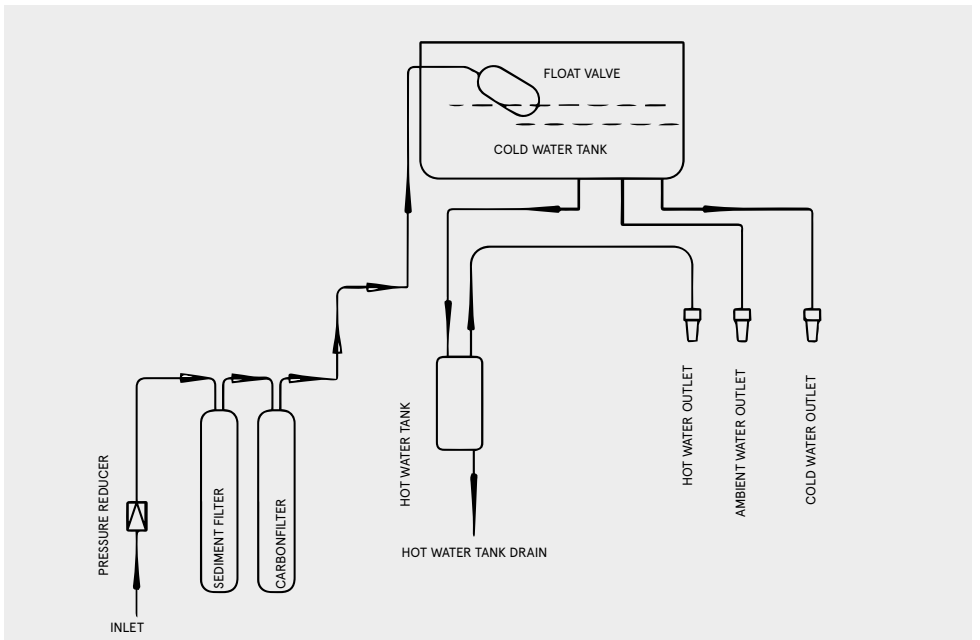 FLOAT VALVE
COLD WATER TANK
PRESSURE REDUCER
SEDIMENT FILTER
CARBONFILTER
HOT WATER TANK
HOT WATER OUTLET
AMBIENT WATER OUTLET
COLD WATER OUTLET
HOT WATER TANK DRAIN
INLET